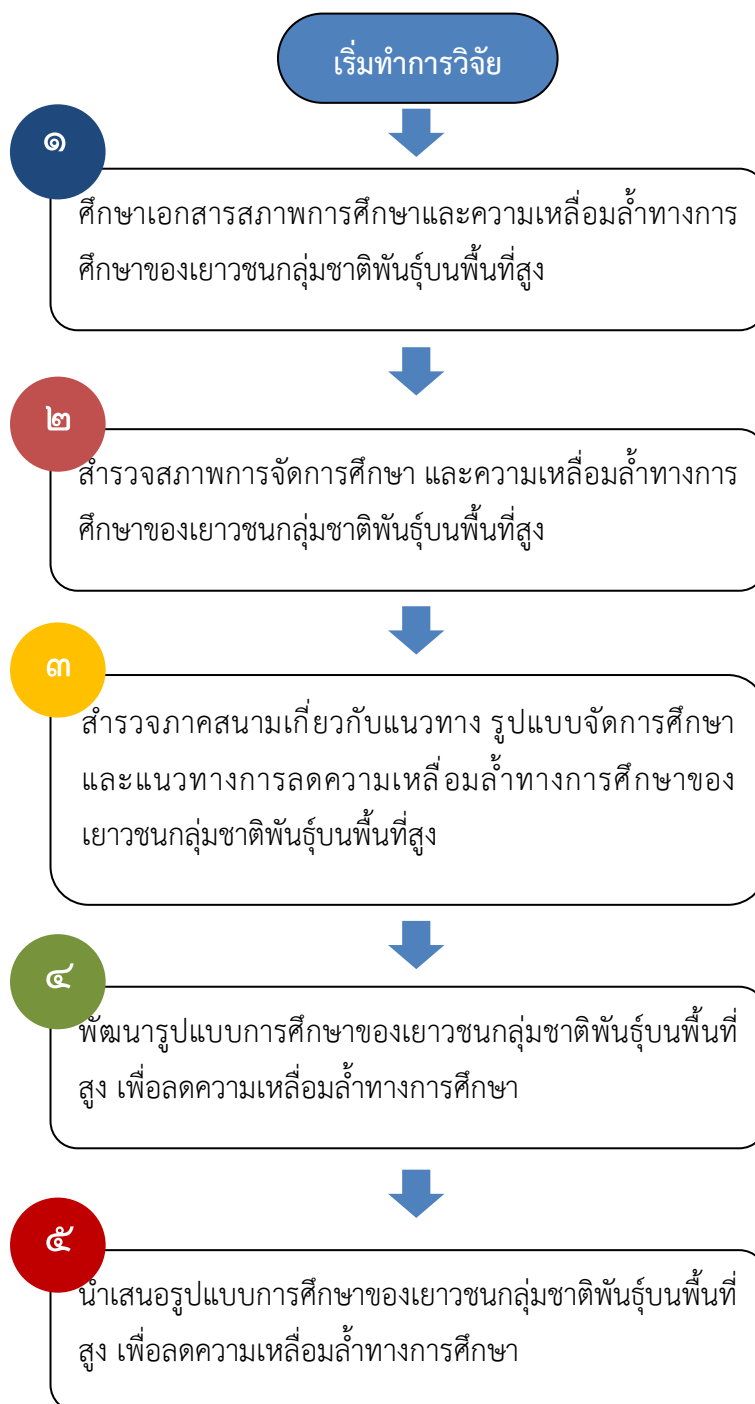 เริ่มทำการวิจัย
๑
ศึกษาเอกสารสภาพการศึกษาและความเหลื่อมล้ำทางการ
ศึกษาของเยาวชนกลุ่มชาติพันธุ์บนพื้นที่สูง
๒
สำรวจสภาพการจัดการศึกษา และความเหลื่อมล้ำทางการ
ศึกษาของเยาวชนกลุ่มชาติพันธุ์บนพื้นที่สูง
๓
สำรวจภาคสนามเกี่ยวกับแนวทาง รูปแบบจัดการศึกษา
และแนวทางการลดความเหลื่อมล้ำทางการศึกษาของ
เยาวชนกลุ่มชาติพันธุ์บนพื้นที่สูง
๔
พัฒนารูปแบบการศึกษาของเยาวชนกลุ่มชาติพันธุ์บนพื้นที่
สูง เพื่อลดความเหลื่อมล้ำทางการศึกษา
๕
นำเสนอรูปแบบการศึกษาของเยาวชนกลุ่มชาติพันธุ์บนพื้นที่
สูง เพื่อลดความเหลื่อมล้ำทางการศึกษา